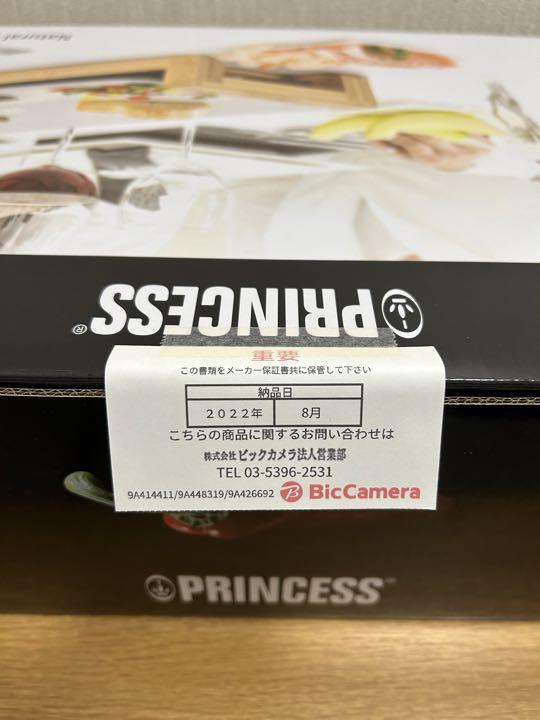 Natural
PRINCESS®
重要
この書類をメーカー保証書共に保管して下さい
納品日
2022年 8月
こちらの商品に関するお問い合わせは
株式会社 ビックカメラ法人営業部
TEL 03-5396-2531
9A414411/9A448319/9A426692 BicCamera
PRINCESS™